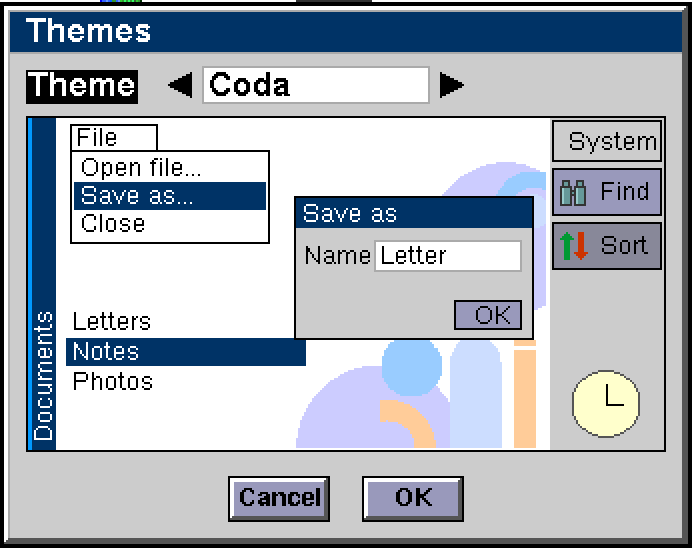 Themes
Theme Coda
File
Open file...
Save as...
Close
Save as
Name Letter
OK
System
Find
Sort
Documents
Letters
Notes
Photos
Cancel OK